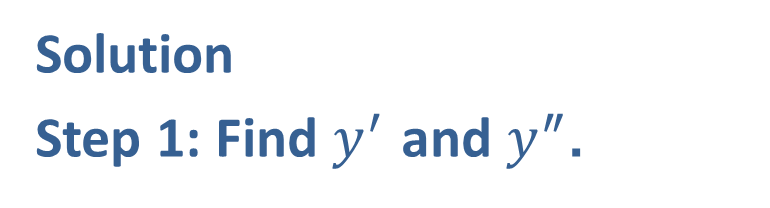 Solution
Step 1: Find y′ and y″.